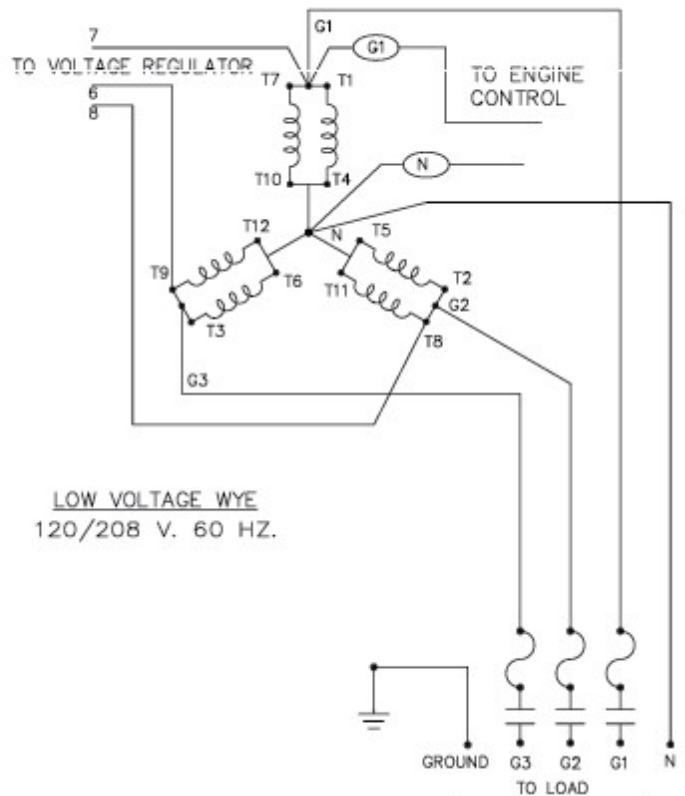 G1
7
G1
TO VOLTAGE REGULATOR
T7 T1
TO ENGINE
CONTROL
6
8
T10 T4
N
T12
N
T5
T9
T6
T11
T2
G2
T3
T8
G3
LOW VOLTAGE WYE
120/208 V. 60 HZ.
GROUND G3 G2 G1 N
TO LOAD